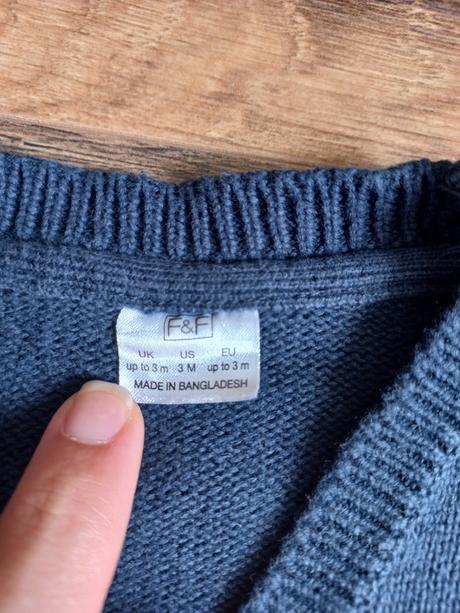 F&F
UK US EU
up to 3 m 3 M up to 3 m
MADE IN BANGLADESH